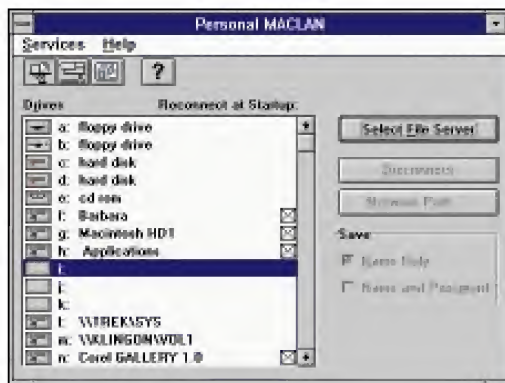 Personal MACLAN
Services Help
?
Drives Reconnect at Startup:
a: floppy drive
b: floppy drive
c: hard disk
d: hard disk
e: cd rom
f: Barbara
g: Macintosh HD1
h: Applications
i:
j:
k:
l: \\TREK\SYS
m: \\KLINGON\VOL1
n: Corel GALLERY 1.0
Select File Server
Disconnect
Network Path...
Save
Name Only
Name and Password